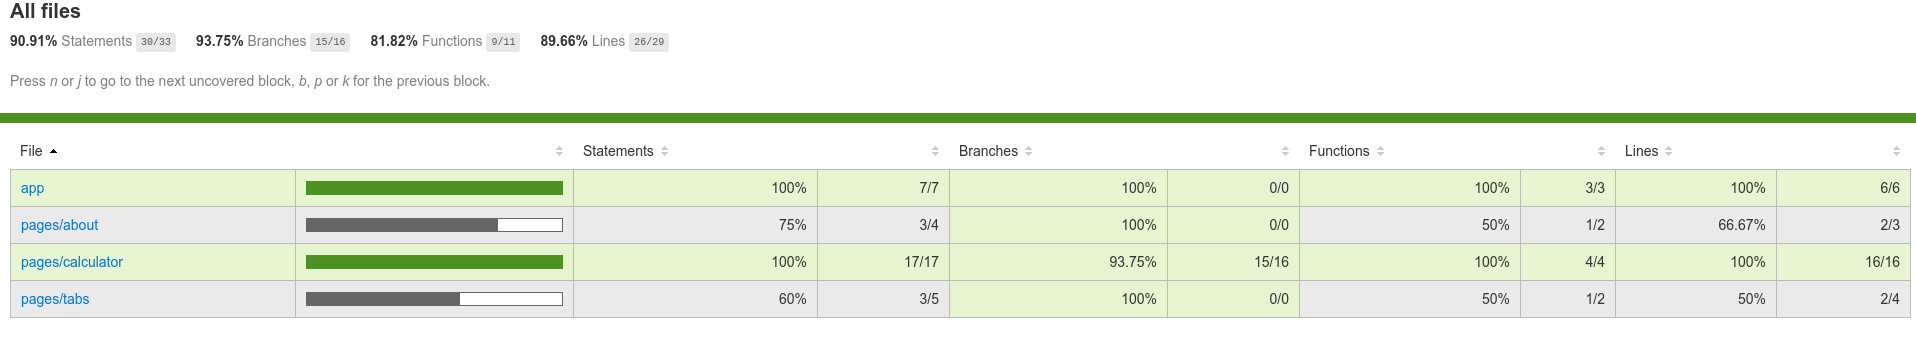 All files
90.91% Statements 30/33 93.75% Branches 15/16 81.82% Functions 9/11 89.66% Lines 26/29
Press n or j to go to the next uncovered block, b, p or k for the previous block.
File Statements Branches Functions Lines
app 100% 7/7 100% 0/0 100% 3/3 100% 6/6
pages/about 75% 3/4 100% 0/0 50% 1/2 66.67% 2/3
pages/calculator 100% 17/17 93.75% 15/16 100% 4/4 100% 16/16
pages/tabs 60% 3/5 100% 0/0 50% 1/2 50% 2/4